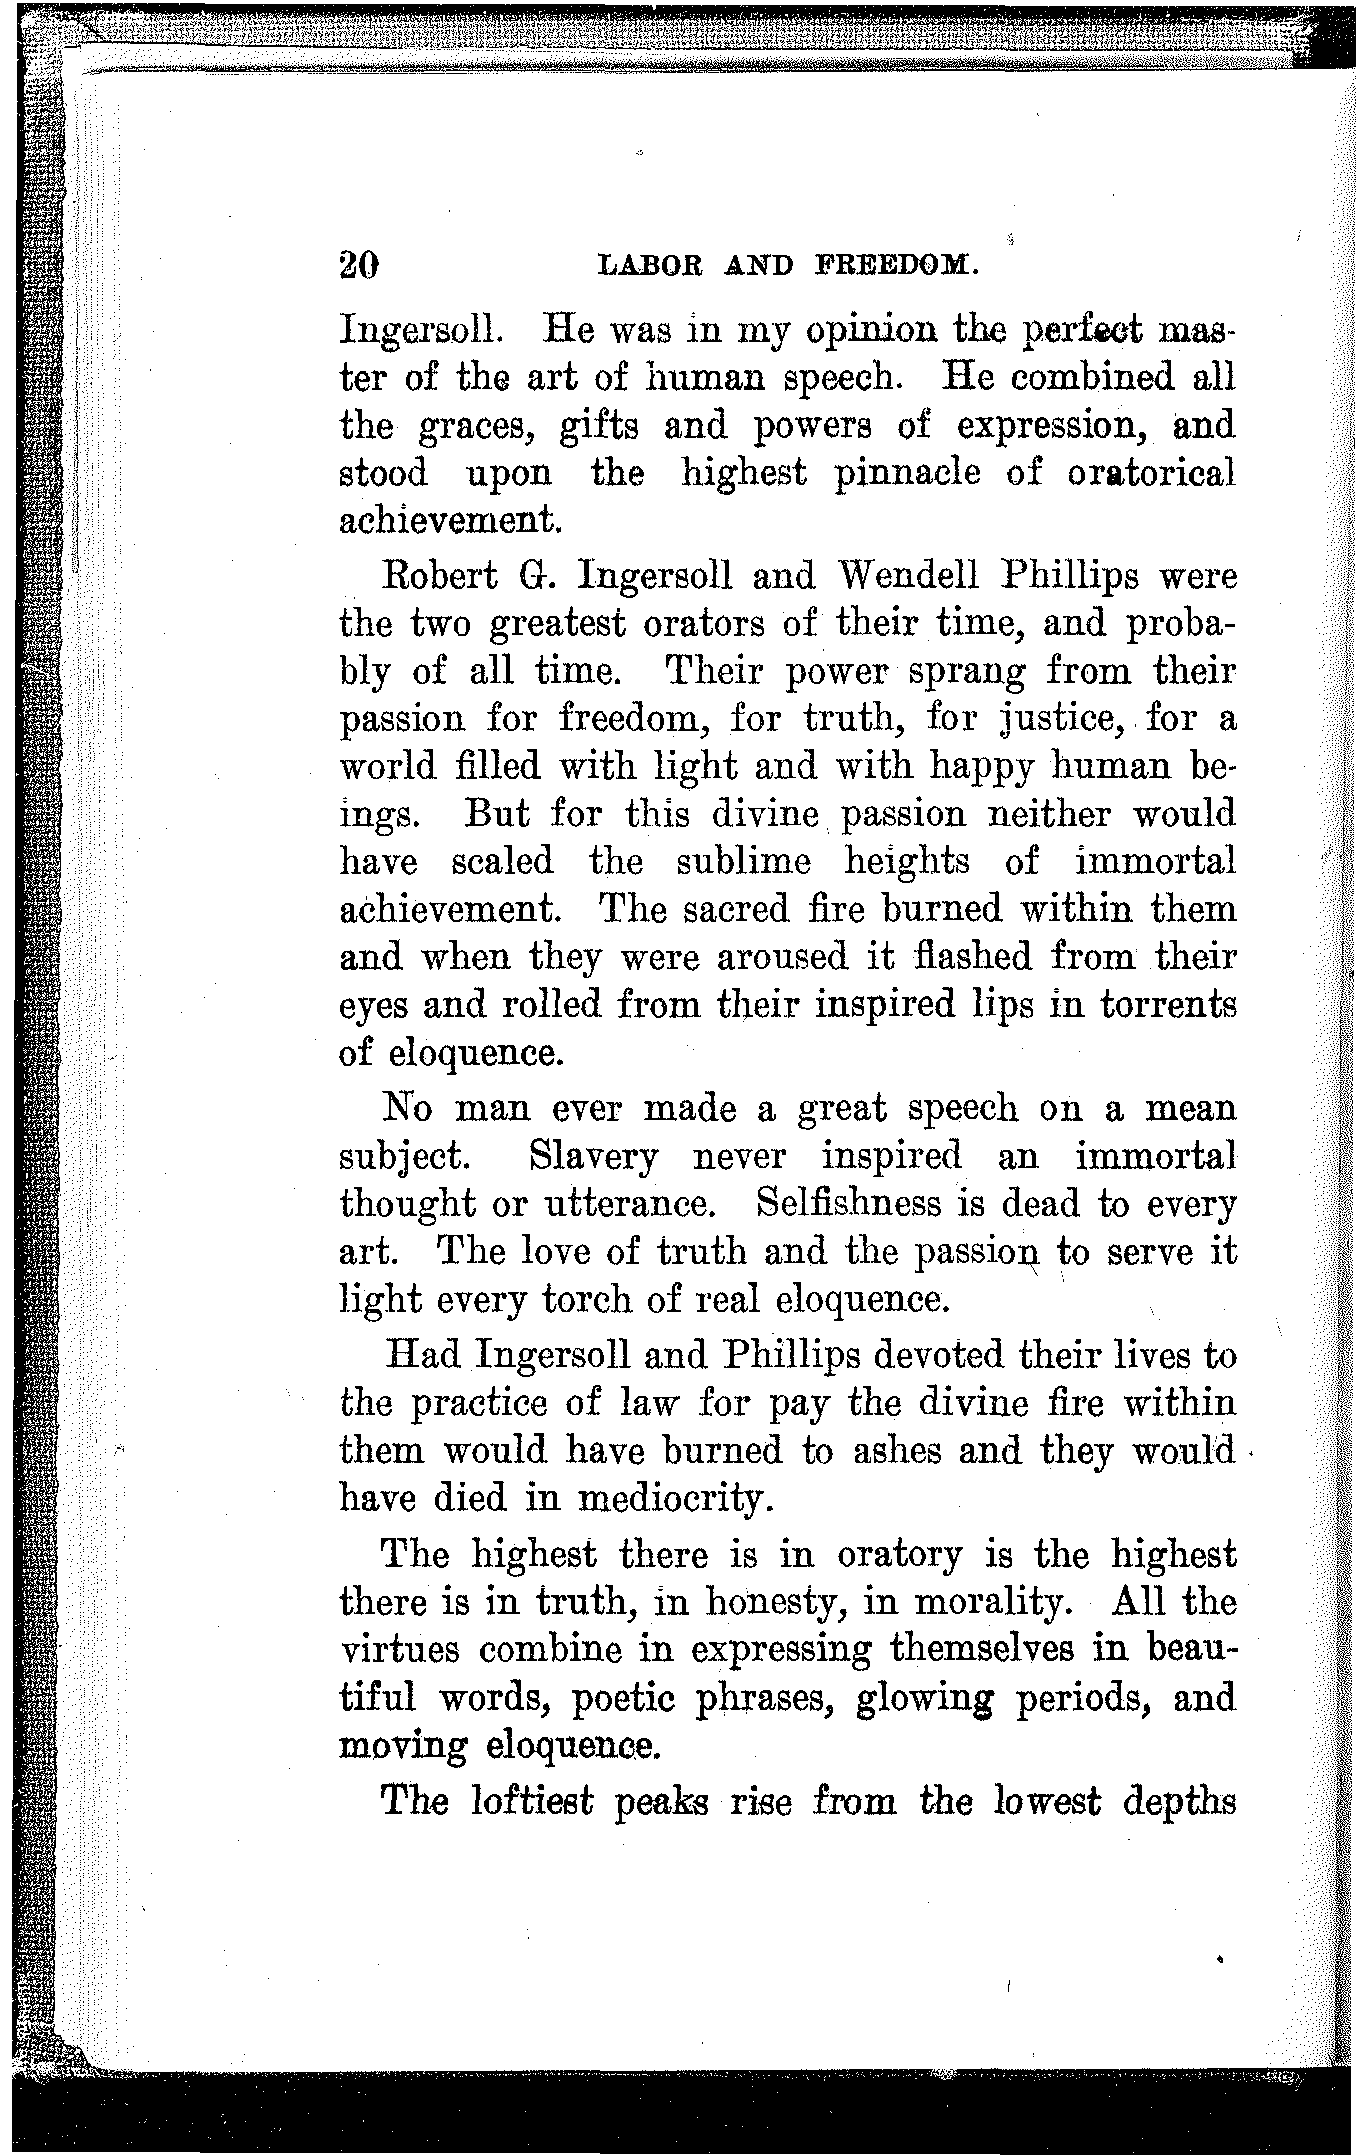 20 LABOR AND FREEDOM.
Ingersoll. He was in my opinion the perfect mas-
ter of the art of human speech. He combined all
the graces, gifts and powers of expression, and
stood upon the highest pinnacle of oratorical
achievement.
Robert G. Ingersoll and Wendell Phillips were
the two greatest orators of their time, and proba-
bly of all time. Their power sprang from their
passion for freedom, for truth, for justice, for a
world filled with light and with happy human be-
ings. But for this divine passion neither would
have scaled the sublime heights of immortal
achievement. The sacred fire burned within them
and when they were aroused it flashed from their
eyes and rolled from their inspired lips in torrents
of eloquence.
No man ever made a great speech on a mean
subject. Slavery never inspired an immortal
thought or utterance. Selfishness is dead to every
art. The love of truth and the passion to serve it
light every torch of real eloquence.
Had Ingersoll and Phillips devoted their lives to
the practice of law for pay the divine fire within
them would have burned to ashes and they would
have died in mediocrity.
The highest there is in oratory is the highest
there is in truth, in honesty, in morality. All the
virtues combine in expressing themselves in beau-
tiful words, poetic phrases, glowing periods, and
moving eloquence.
The loftiest peaks rise from the lowest depths